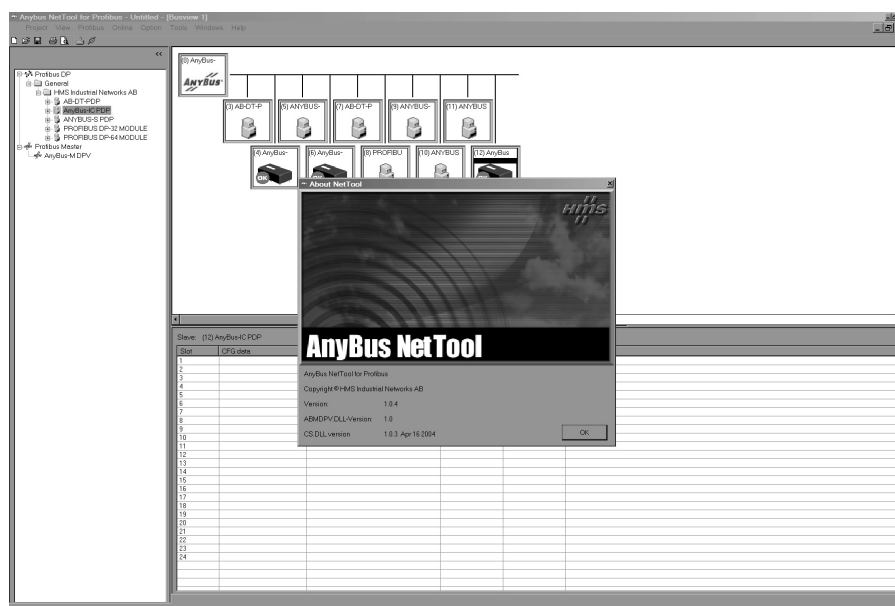 Anybus NetTool for Profibus - Untitled - [Busview 1]
Project View Profibus Online Option Tools Windows Help
<<
Profibus DP
General
HMS Industrial Networks AB
AB-DT-PDP
AnyBus-IC PDP
ANYBUS-S PDP
PROFIBUS DP-32 MODULE
PROFIBUS DP-64 MODULE
Profibus Master
AnyBus-M DPV
(0) AnyBus-
ANYBUS
(3) AB-DT-P
(5) ANYBUS-
(7) AB-DT-P
(9) ANYBUS-
(11) ANYBUS
(4) AnyBus-
(6) AnyBus-
(8) PROFIBU
(10) ANYBUS
(12) AnyBus
OK
OK
OK
About NetTool
HMS
AnyBus NetTool
AnyBus NetTool for Profibus
Copyright © HMS Industrial Networks AB
Version: 1.0.4
ABMDPV.DLL-Version: 1.0
CS.DLL version 1.0.3 Apr 16 2004
OK
Slave: (12) AnyBus-IC PDP
Slot CFG data
1
2
3
4
5
6
7
8
9
10
11
12
13
14
15
16
17
18
19
20
21
22
23
24